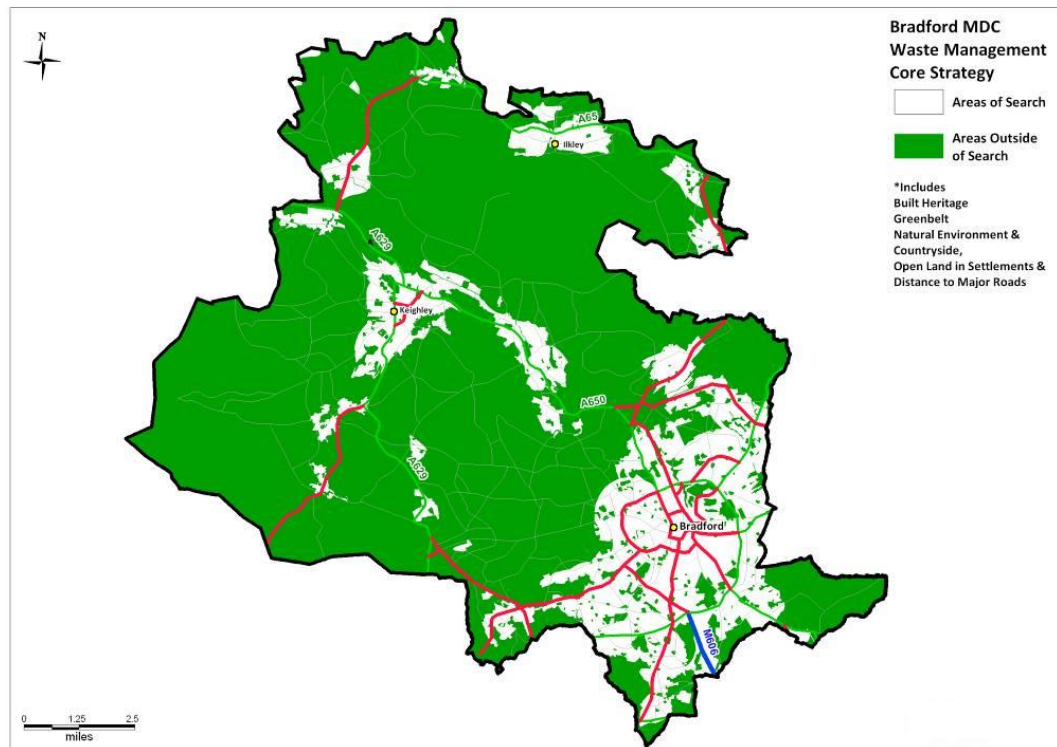 Bradford MDC
Waste Management
Core Strategy
Areas of Search
Areas Outside
of Search
*Includes
Built Heritage
Greenbelt
Natural Environment &
Countryside,
Open Land in Settlements &
Distance to Major Roads
N
A65
Ilkley
A629
Keighley
A650
A629
Bradford
M606
0 1.25 2.5
miles